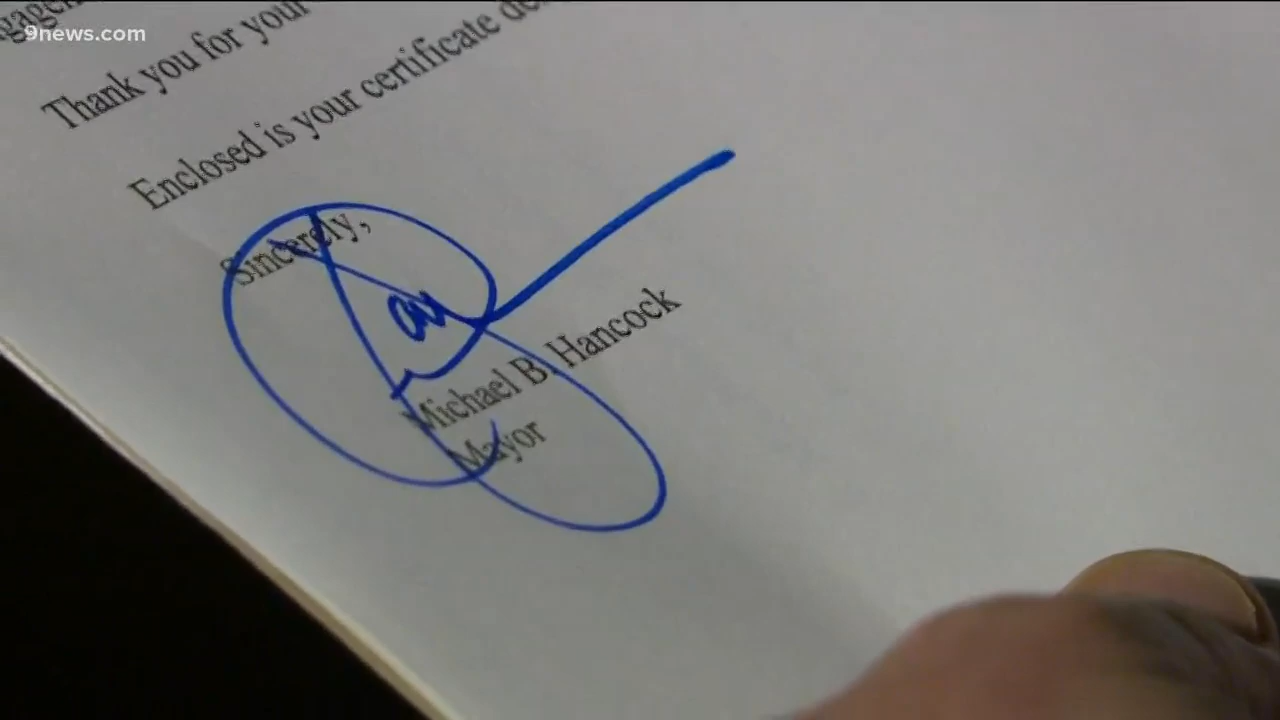 9news.com
Thank you for your
Enclosed is your certificate
Sincerely,
Michael B. Hancock
Mayor